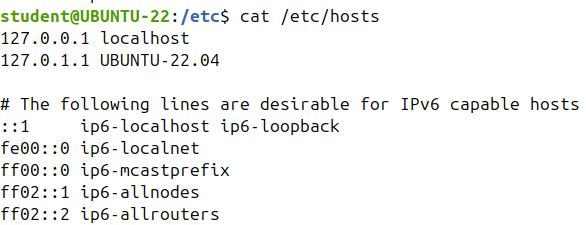 student@UBUNTU-22:/etc$ cat /etc/hosts
127.0.0.1 localhost
127.0.1.1 UBUNTU-22.04
# The following lines are desirable for IPv6 capable hosts
::1     ip6-localhost ip6-loopback
fe00::0 ip6-localnet
ff00::0 ip6-mcastprefix
ff02::1 ip6-allnodes
ff02::2 ip6-allrouters